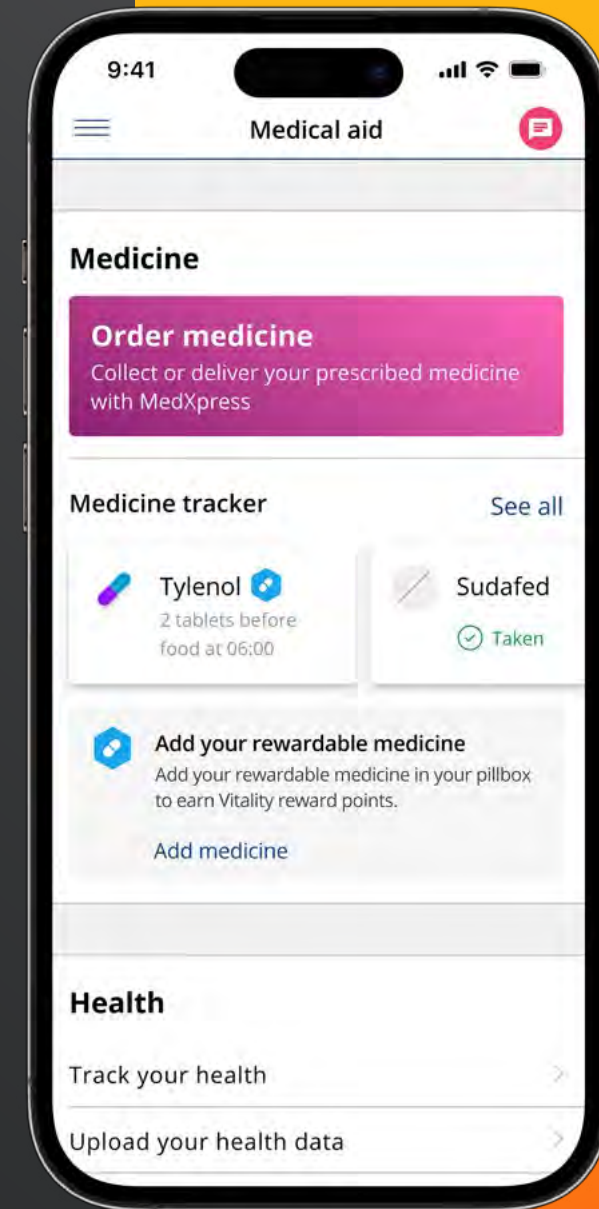 9:41
Medical aid
Medicine
Order medicine
Collect or deliver your prescribed medicine
with MedXpress
Medicine tracker
See all
Tylenol
2 tablets before
food at 06:00
Sudafed
Taken
Add your rewardable medicine
Add your rewardable medicine in your pillbox
to earn Vitality reward points.
Add medicine
Health
Track your health
Upload your health data